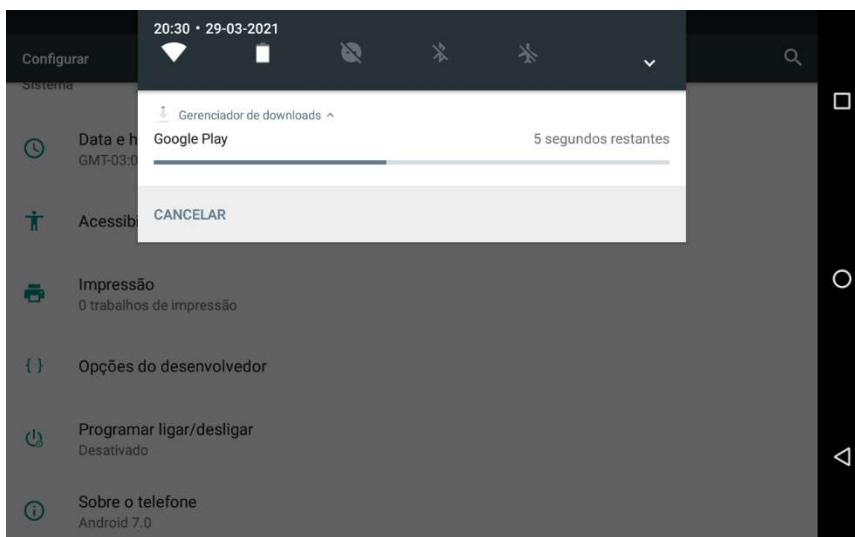 20:30 • 29-03-2021
Configurar
Sistema
Gerenciador de downloads
Google Play
5 segundos restantes
Data e h
GMT-03:0
CANCELAR
Acessibi
Impressão
0 trabalhos de impressão
{ } Opções do desenvolvedor
Programar ligar/desligar
Desativado
Sobre o telefone
Android 7.0